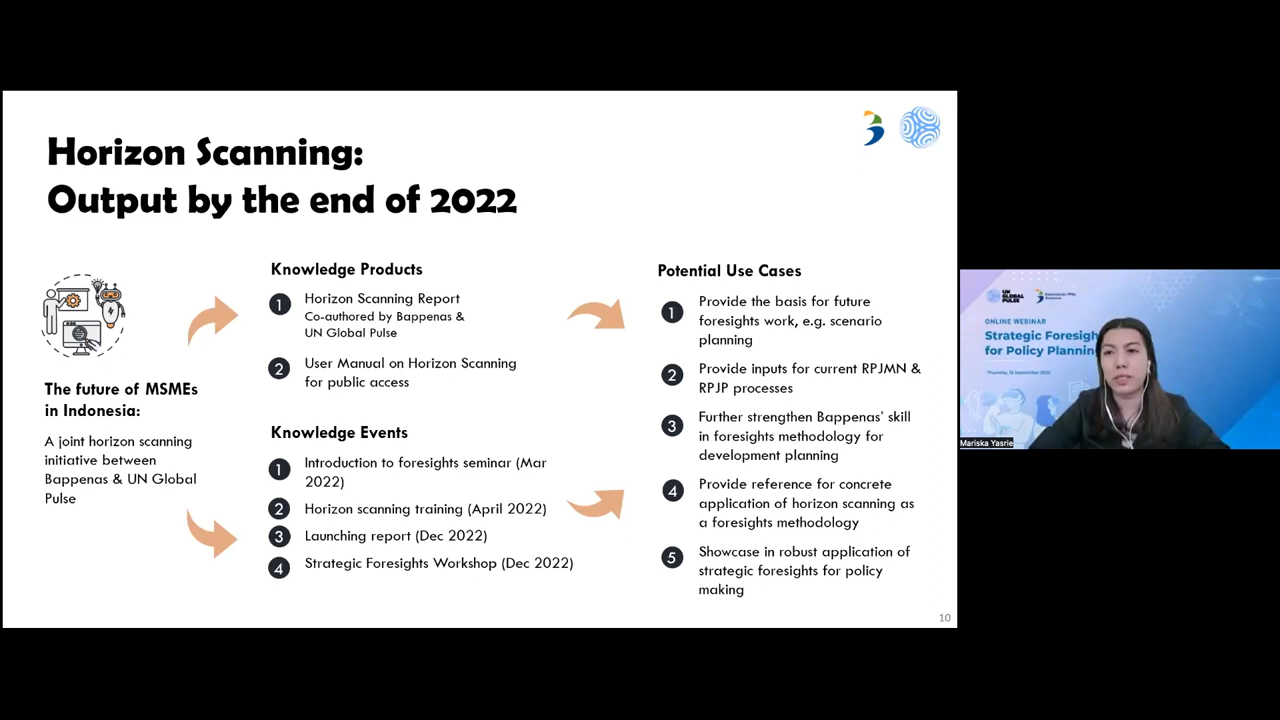 Horizon Scanning:
Output by the end of 2022
The future of MSMEs
in Indonesia:
A joint horizon scanning
initiative between
Bappenas & UN Global
Pulse
Knowledge Products
1 Horizon Scanning Report
Co-authored by Bappenas &
UN Global Pulse
2 User Manual on Horizon Scanning
for public access
Knowledge Events
1 Introduction to foresights seminar (Mar
2022)
2 Horizon scanning training (April 2022)
3 Launching report (Dec 2022)
4 Strategic Foresights Workshop (Dec 2022)
Potential Use Cases
1 Provide the basis for future
foresights work, e.g. scenario
planning
2 Provide inputs for current RPJMN &
RPJP processes
3 Further strengthen Bappenas' skill
in foresights methodology for
development planning
4 Provide reference for concrete
application of horizon scanning as
a foresights methodology
5 Showcase in robust application of
strategic foresights for policy
making
10
UN
GLOBAL
PULSE
Kementerian PPN/
Bappenas
ONLINE WEBINAR
Strategic Foresigh
for Policy Planning
Thursday, 15 September 2022
Mariska Yasrie